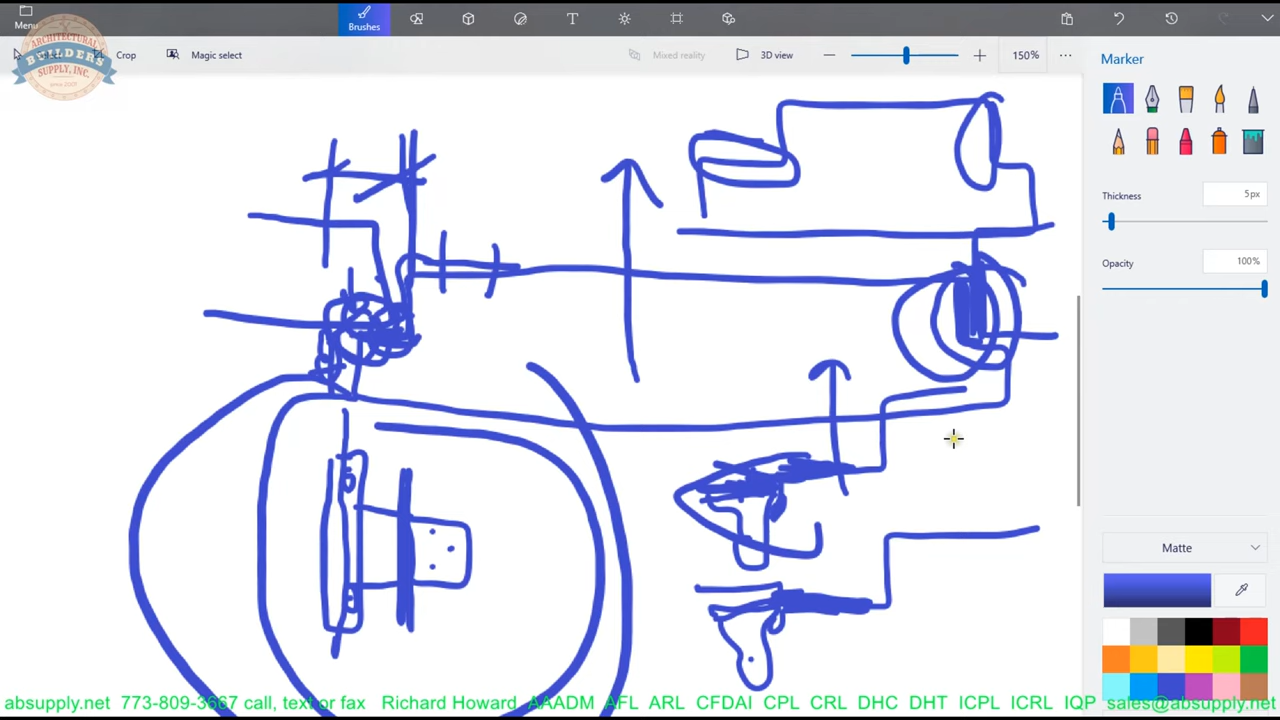 Menu
Brushes
ARCHITECTURAL
BUILDERS
SUPPLY, INC.
since 2007
Crop
Magic select
Mixed reality
3D view
150%
Marker
Thickness
5px
Opacity
100%
Matte
absupply.net 773-809-3667 call, text or fax Richard Howard AAADM AFL ARL CFDAI CPL CRL DHC DHT ICPL ICRL IQP sales@absupply.net